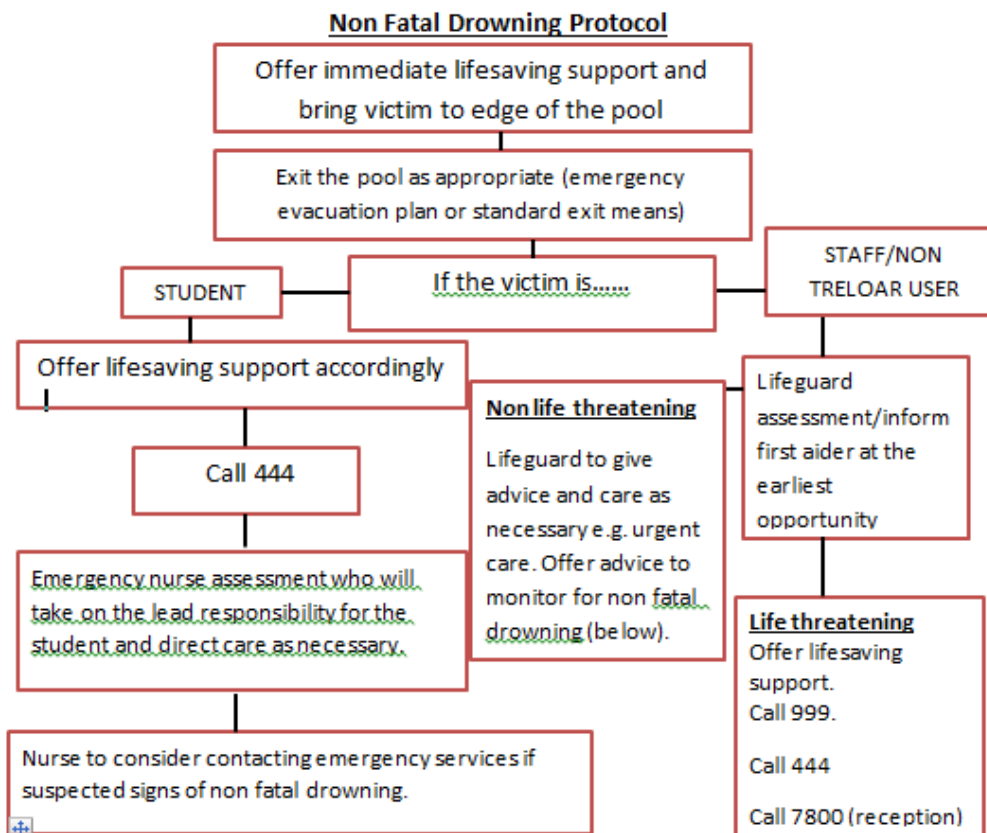 Non Fatal Drowning Protocol
Offer immediate lifesaving support and
bring victim to edge of the pool
Exit the pool as appropriate (emergency
evacuation plan or standard exit means)
If the victim is......
STUDENT
STAFF/NON
TRELOAR USER
Offer lifesaving support accordingly
Call 444
Emergency nurse assessment who will
take on the lead responsibility for the
student and direct care as necessary.
Nurse to consider contacting emergency services if
suspected signs of non fatal drowning.
Lifeguard
assessment/inform
first aider at the
earliest
opportunity
Non life threatening
Lifeguard to give
advice and care as
necessary e.g. urgent
care. Offer advice to
monitor for non fatal
drowning (below).
Life threatening
Offer lifesaving
support.
Call 999.
Call 444
Call 7800 (reception)